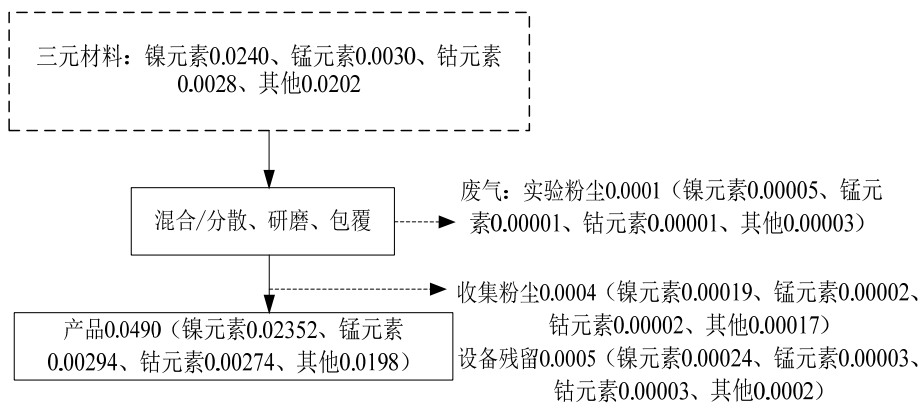 三元材料：镍元素0.0240、锰元素0.0030、钴元素
0.0028、其他0.0202
混合/分散、研磨、包覆
废气：实验粉尘0.0001（镍元素0.00005、锰元
素0.00001、钴元素0.00001、其他0.00003）
收集粉尘0.0004（镍元素0.00019、锰元素0.00002、
钴元素0.00002、其他0.00017）
产品0.0490（镍元素0.02352、锰元素
0.00294、钴元素0.00274、其他0.0198）
设备残留0.0005（镍元素0.00024、锰元素0.00003、
钴元素0.00003、其他0.0002）